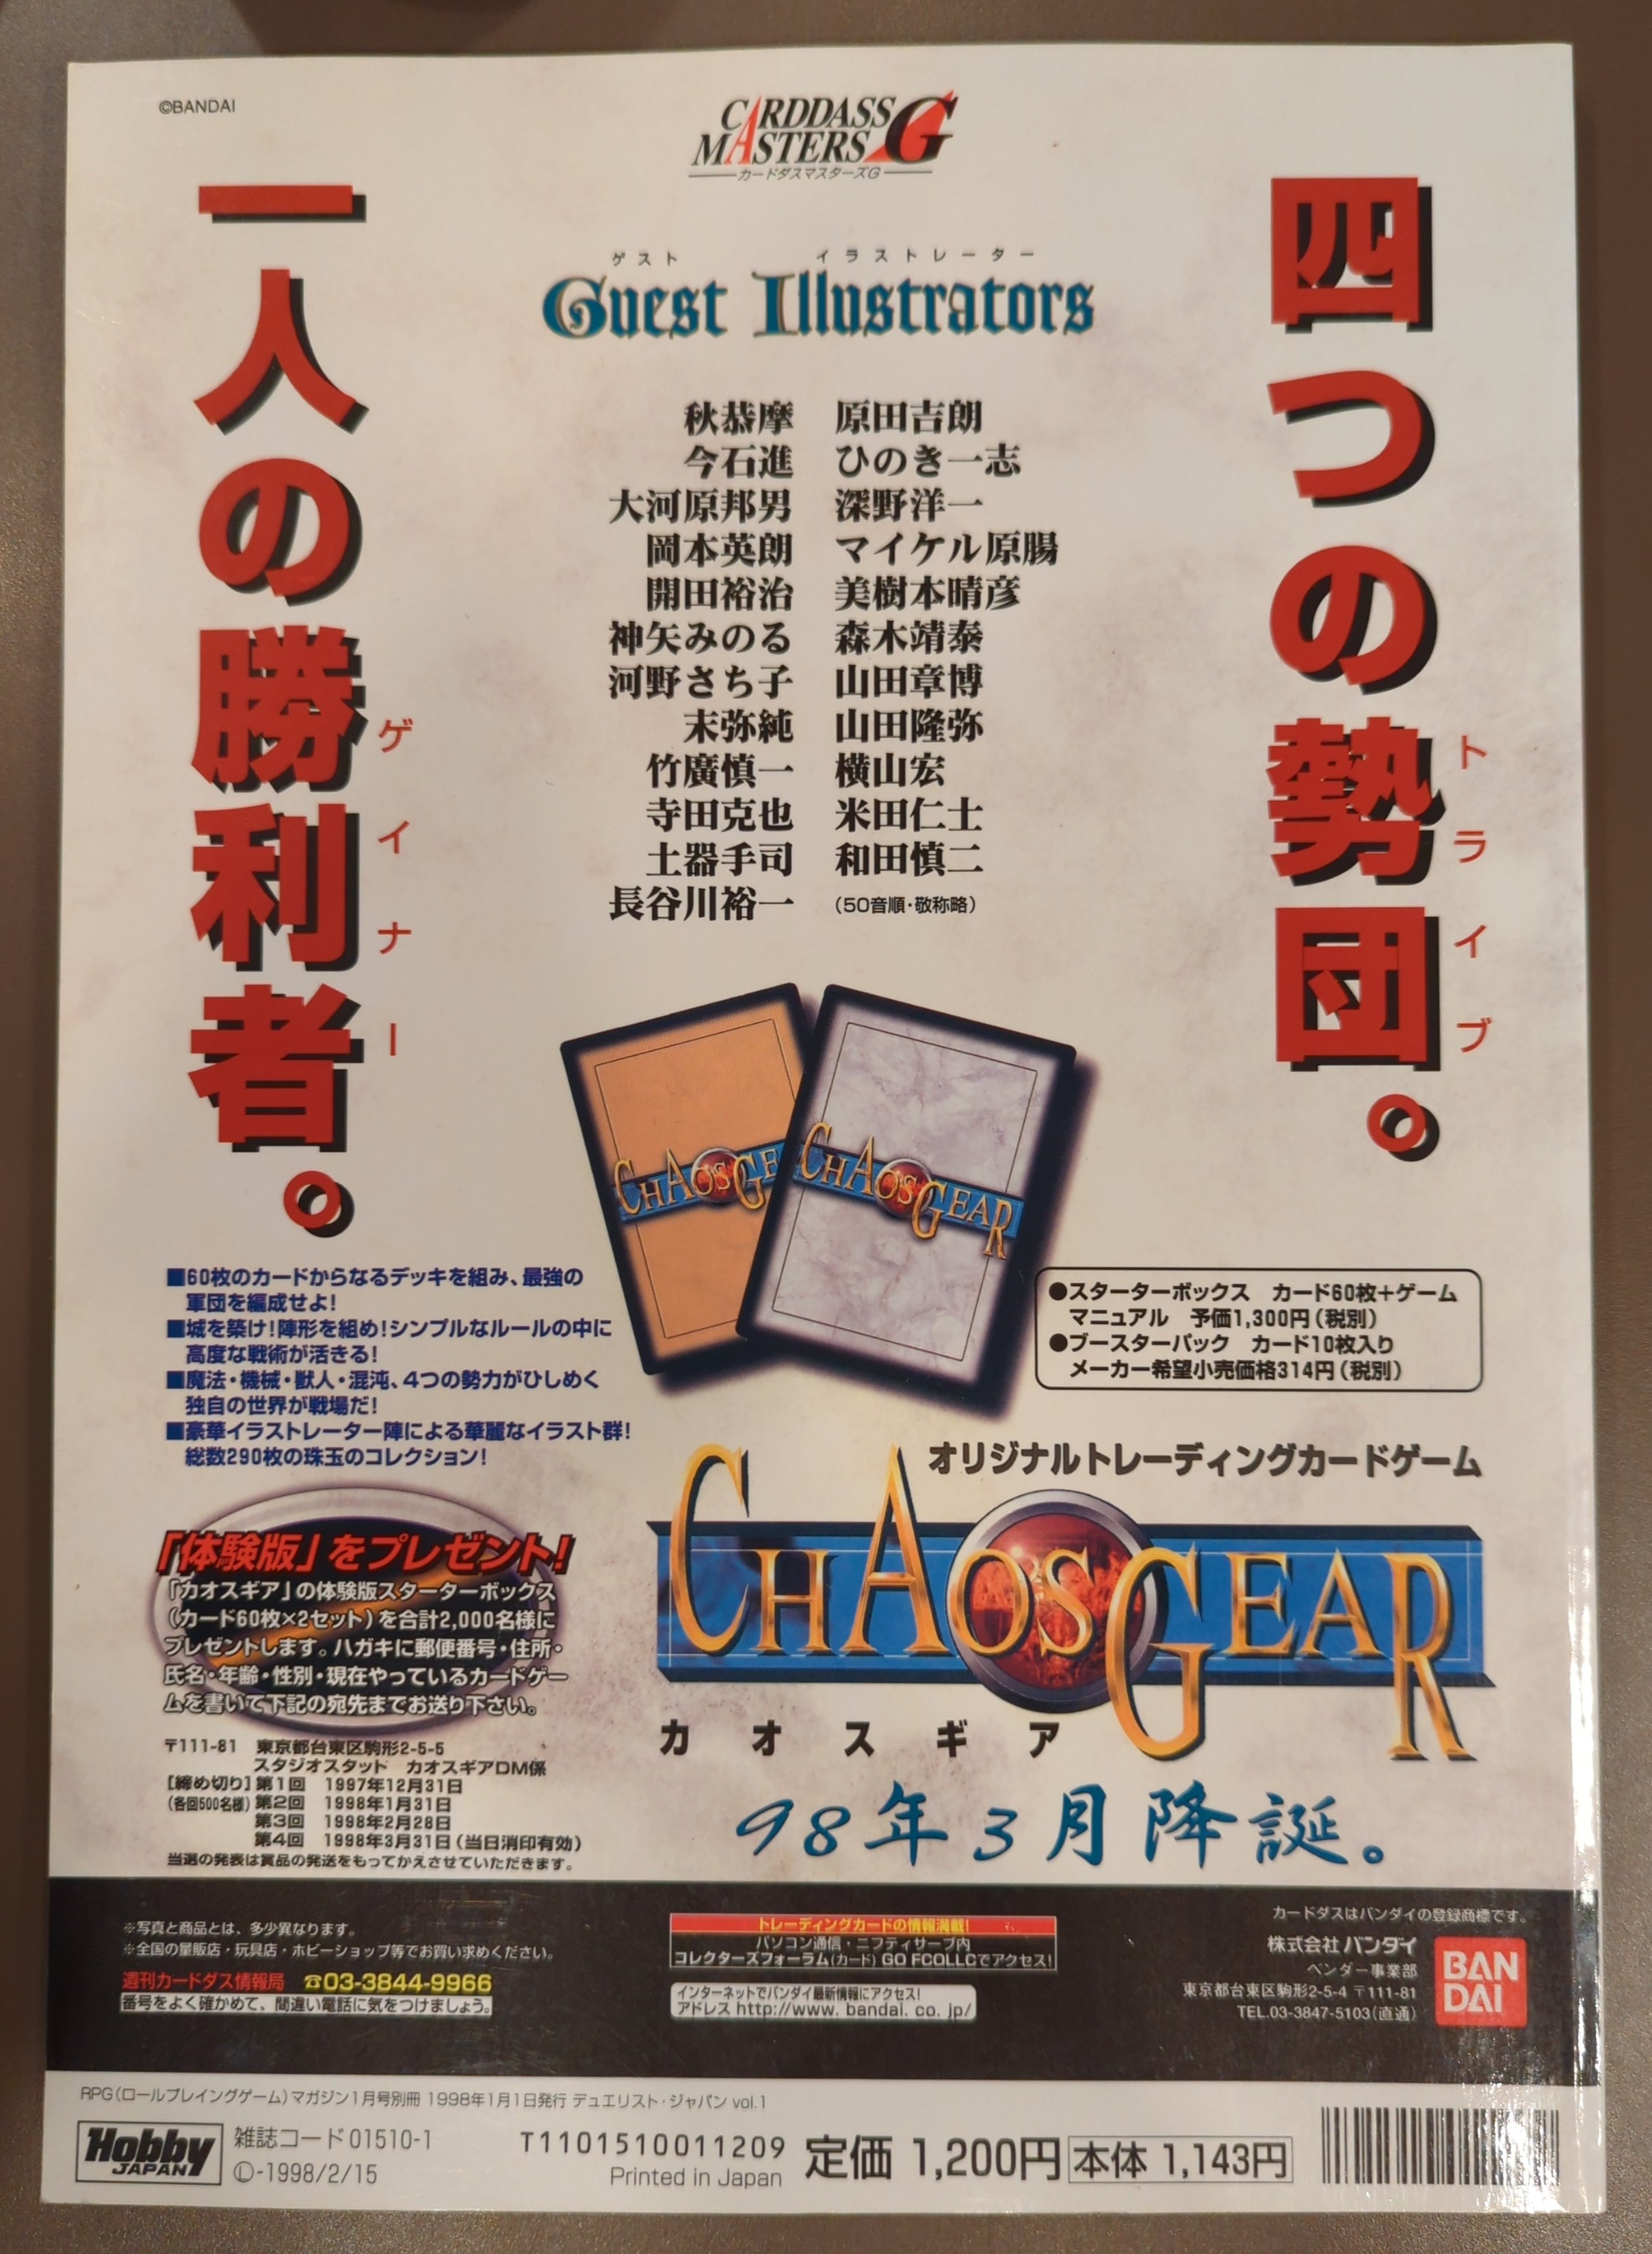 ©BANDAI
CARDDASS
MASTERS G
カードダスマスターズG
四つの勢団。
トライブ
一人の勝利者。
ゲイナー
ゲスト イラストレーター
Guest Illustrators
秋恭摩 原田吉朗
今石進 ひのき一志
大河原邦男 深野洋一
岡本英朗 マイケル原腸
開田裕治 美樹本晴彦
神矢みのる 森木靖泰
河野さち子 山田章博
末弥純 山田隆弥
竹廣慎一 横山宏
寺田克也 米田仁士
土器手司 和田慎二
長谷川裕一 (50音順・敬称略)
CHAOSGE
CHAOSGEAR
■60枚のカードからなるデッキを組み、最強の
軍団を編成せよ!
■城を築け!陣形を組め!シンプルなルールの中に
高度な戦術が活きる!
■魔法・機械・獣人・混沌、4つの勢力がひしめく
独自の世界が戦場だ!
■豪華イラストレーター陣による華麗なイラスト群!
総数290枚の珠玉のコレクション!
●スターターボックス カード60枚+ゲーム
マニュアル 予価1,300円(税別)
●ブースターパック カード10枚入り
メーカー希望小売価格314円(税別)
オリジナルトレーディングカードゲーム
CHAOSGEAR
カオスギア
98年3月降誕。
「体験版」をプレゼント!
「カオスギア」の体験版スターターボックス
(カード60枚×2セット)を合計2,000名様に
プレゼントします。ハガキに郵便番号・住所・
氏名・年齢・性別・現在やっているカードゲー
ムを書いて下記の宛先までお送り下さい。
〒111-81 東京都台東区駒形2-5-5
スタジオスタッド カオスギアDM係
[締め切り] 第1回 1997年12月31日
(各回500名様) 第2回 1998年1月31日
第3回 1998年2月28日
第4回 1998年3月31日(当日消印有効)
当選の発表は賞品の発送をもってかえさせていただきます。
※写真と商品とは、多少異なります。
※全国の量販店・玩具店・ホビーショップ等でお買い求めください。
週刊カードダス情報局 ☎03-3844-9966
番号をよく確かめて、間違い電話に気をつけましょう。
トレーディングカードの情報満載!
パソコン通信・ニフティサーブ内
コレクターズフォーラム(カード) GO FCOLLCでアクセス!
インターネットでバンダイ最新情報にアクセス!
アドレス http://www. bandai. co. jp/
カードダスはバンダイの登録商標です。
株式会社バンダイ
ベンダー事業部
東京都台東区駒形2-5-4 〒111-81
TEL.03-3847-5103(直通)
BAN
DAI
RPG(ロールプレイングゲーム)マガジン1月号別冊 1998年1月1日発行 デュエリスト・ジャパン vol.1
Hobby
JAPAN
雑誌コード01510-1
Ⓛ-1998/2/15
T1101510011209
Printed in Japan
定価 1,200円 本体 1,143円